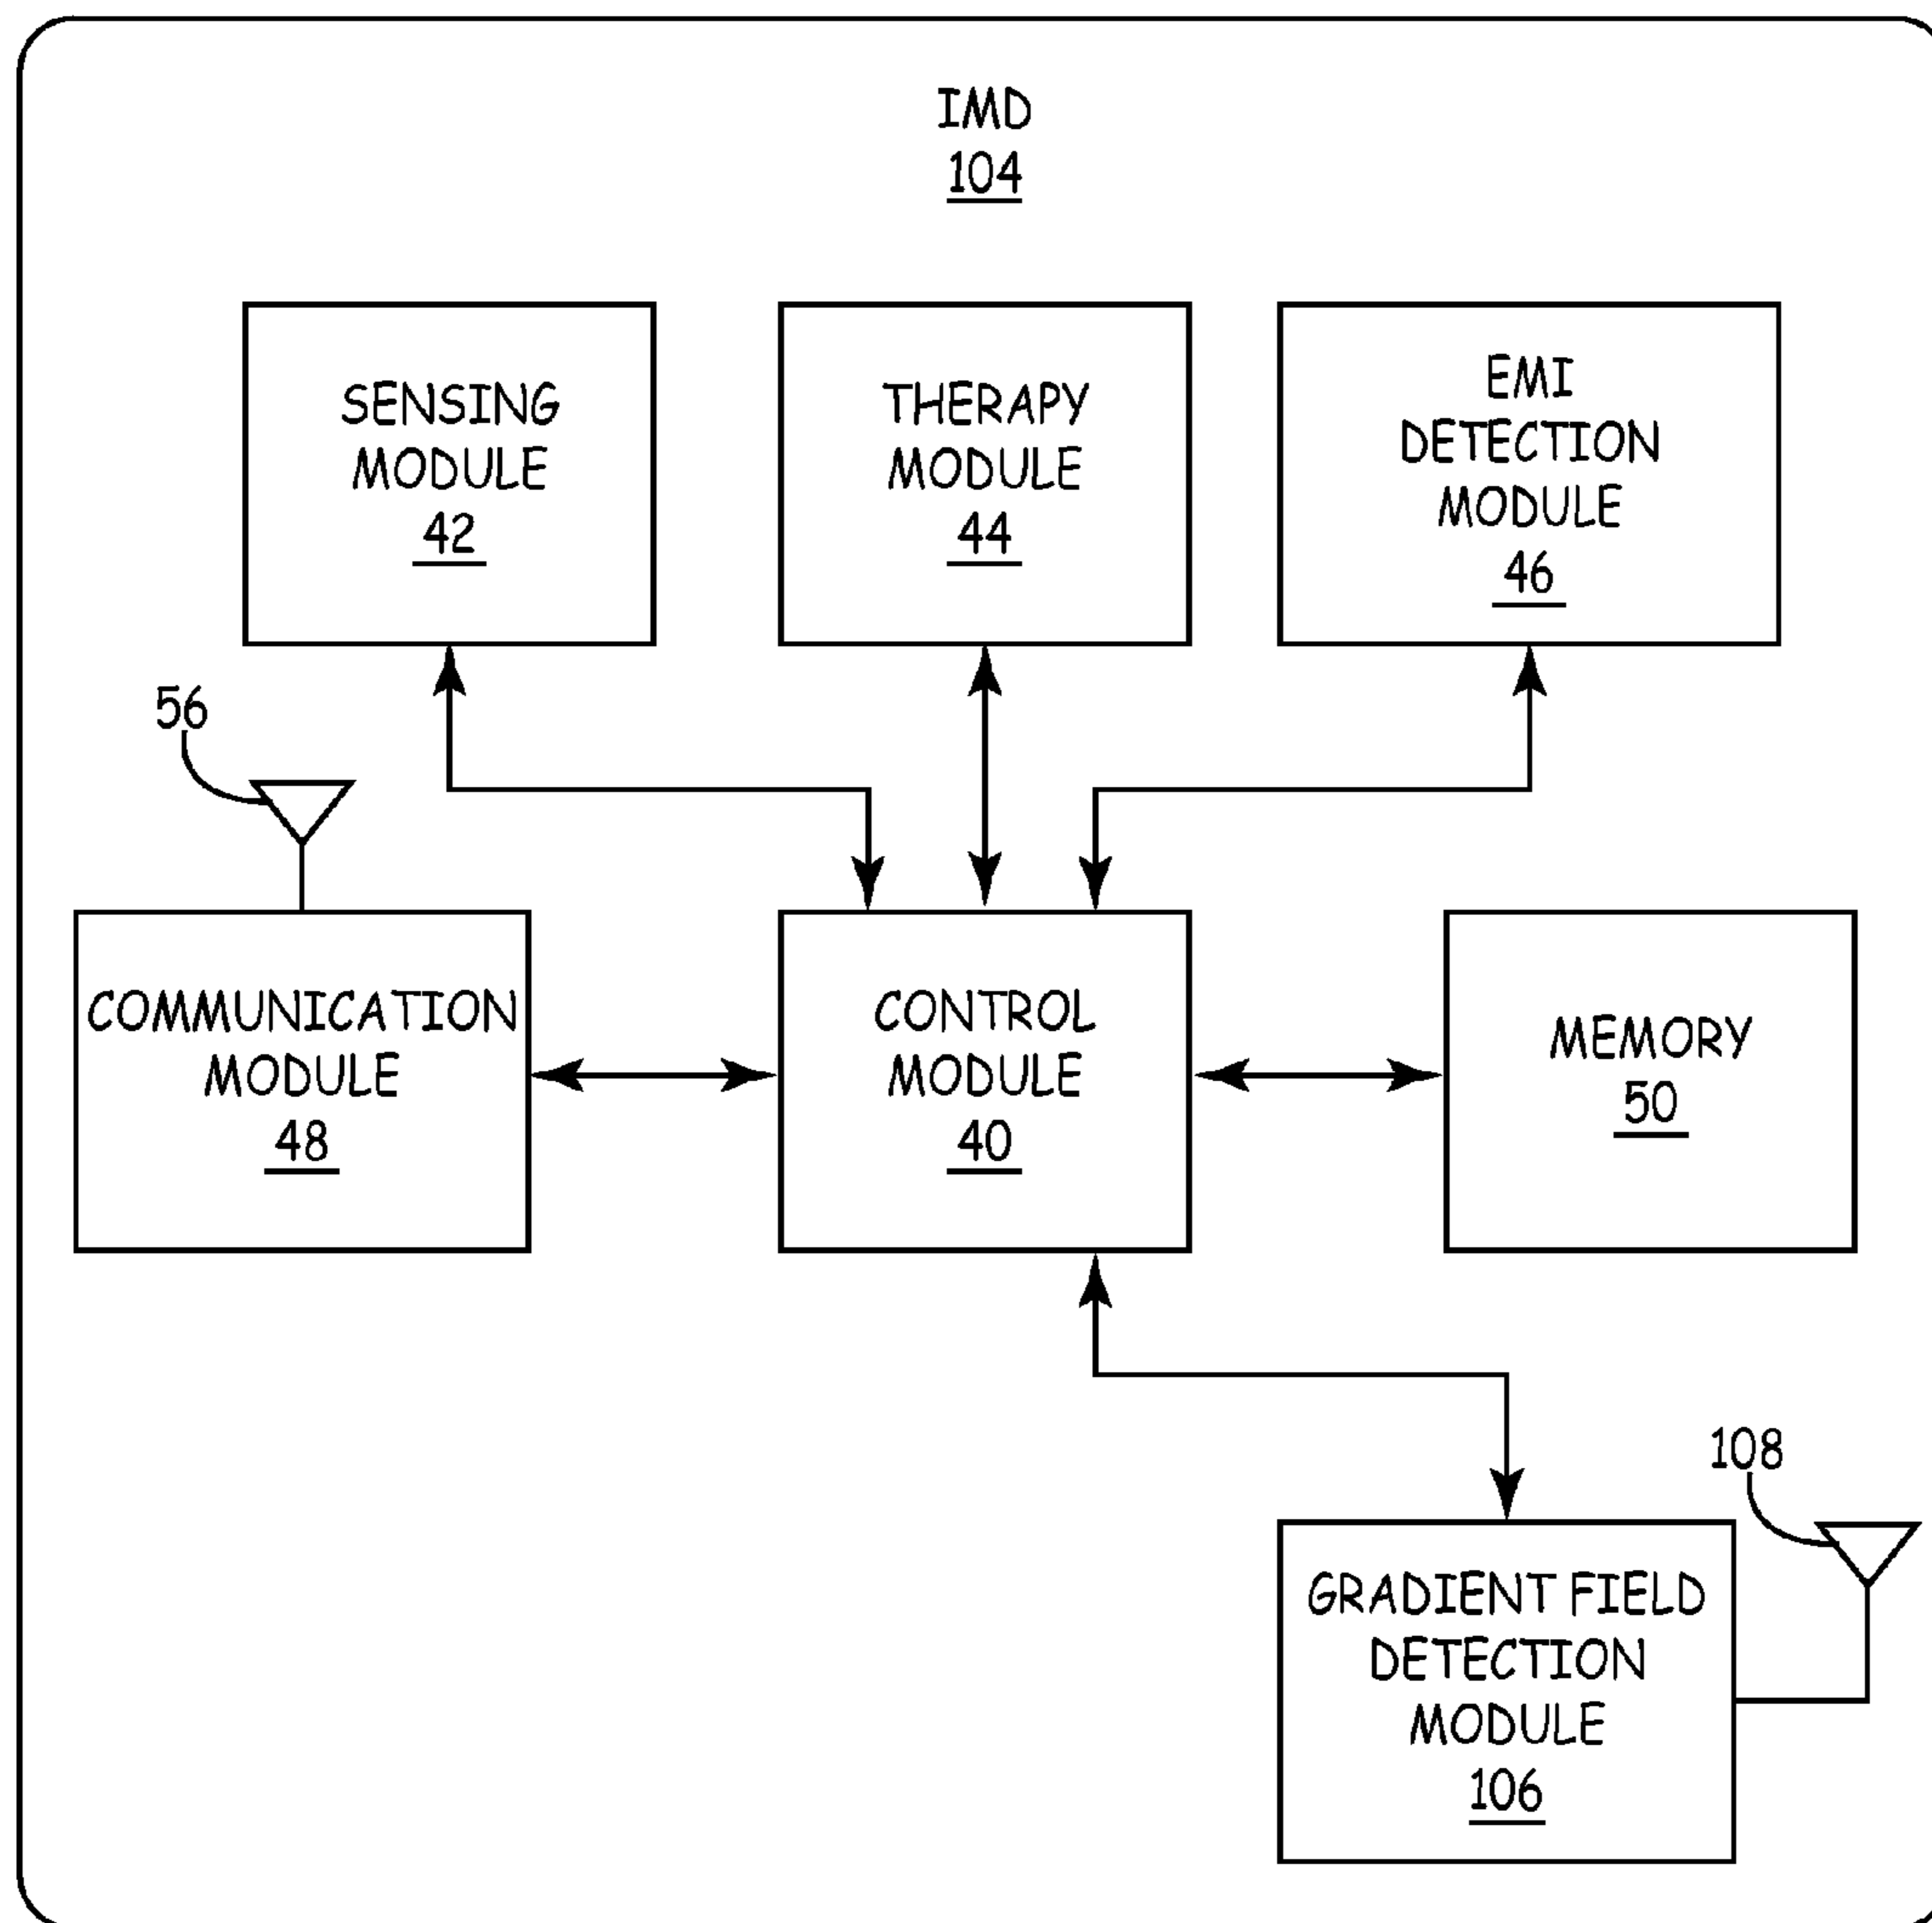 IMD
104
SENSING
MODULE
42
THERAPY
MODULE
44
EMI
DETECTION
MODULE
46
56
COMMUNICATION
MODULE
48
CONTROL
MODULE
40
MEMORY
50
108
GRADIENT FIELD
DETECTION
MODULE
106